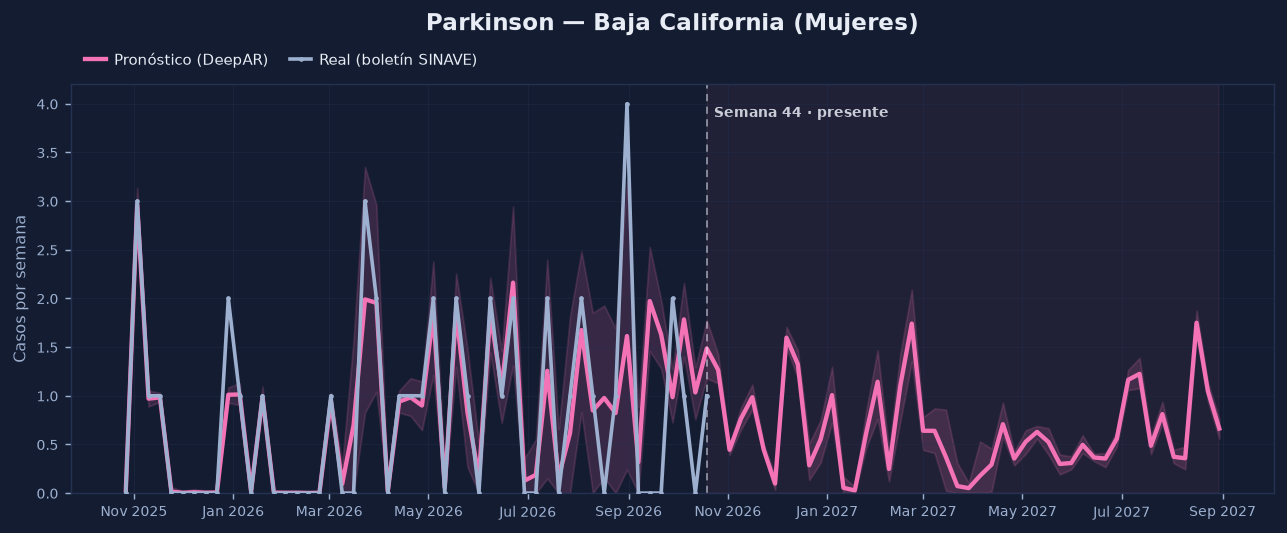 Parkinson — Baja California (Mujeres)
Pronóstico (DeepAR)
Real (boletín SINAVE)
Semana 44 · presente
Casos por semana
4.0
3.5
3.0
2.5
2.0
1.5
1.0
0.5
0.0
Nov 2025
Jan 2026
Mar 2026
May 2026
Jul 2026
Sep 2026
Nov 2026
Jan 2027
Mar 2027
May 2027
Jul 2027
Sep 2027